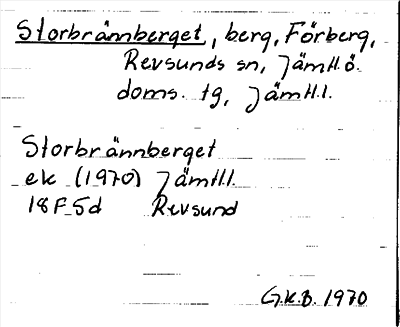 Storbrännberget, berg, Förberg,
Revsunds sn, Jämtl.ö.
doms. tg, Jämtl.l.
Storbrännberget
ek (1970) Jämtl.l.
18F5d Revsund
G.K.B. 1970